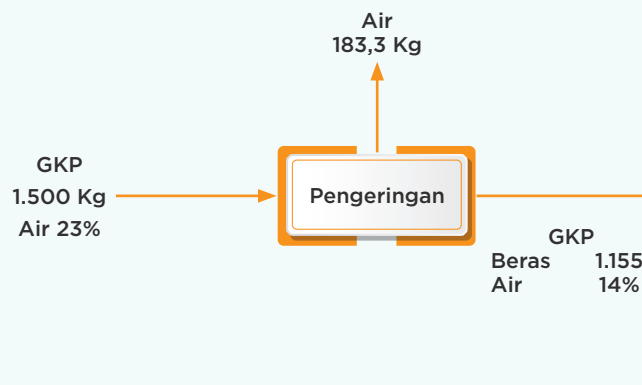 Air
183,3 Kg
GKP
1.500 Kg
Air 23%
Pengeringan
GKP
Beras 1.155
Air 14%